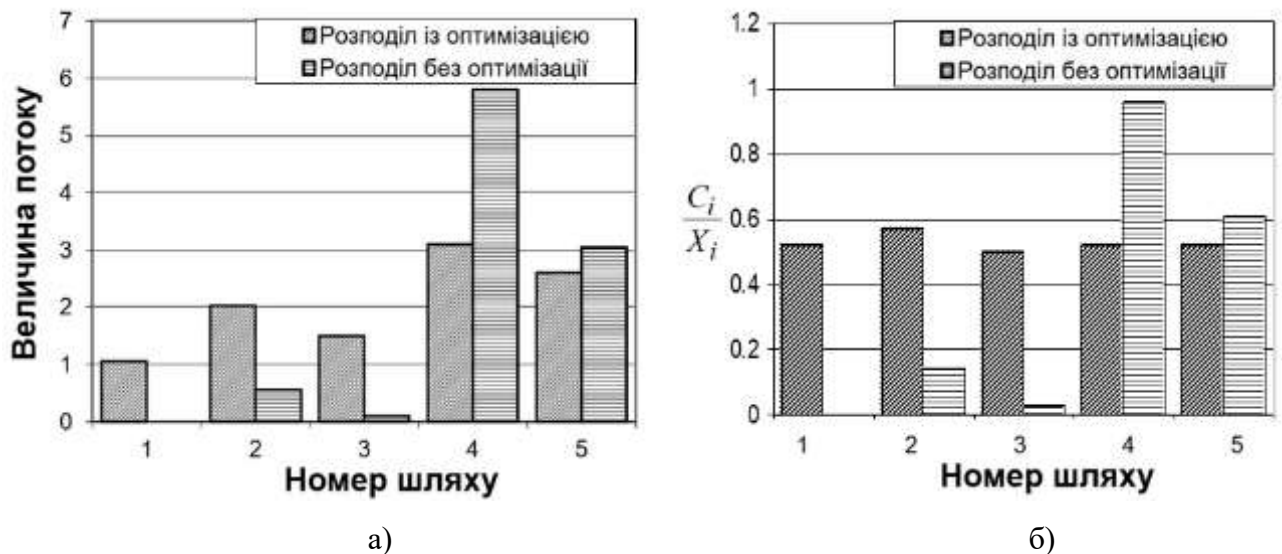 7
6
5
4
3
2
1
0
Величина потоку
Розподіл із оптимізацією
Розподіл без оптимізації
1 2 3 4 5
Номер шляху
а)
1.2
1
0.8
0.6
0.4
0.2
0
C_i
X_i
Розподіл із оптимізацією
Розподіл без оптимізації
1 2 3 4 5
Номер шляху
б)